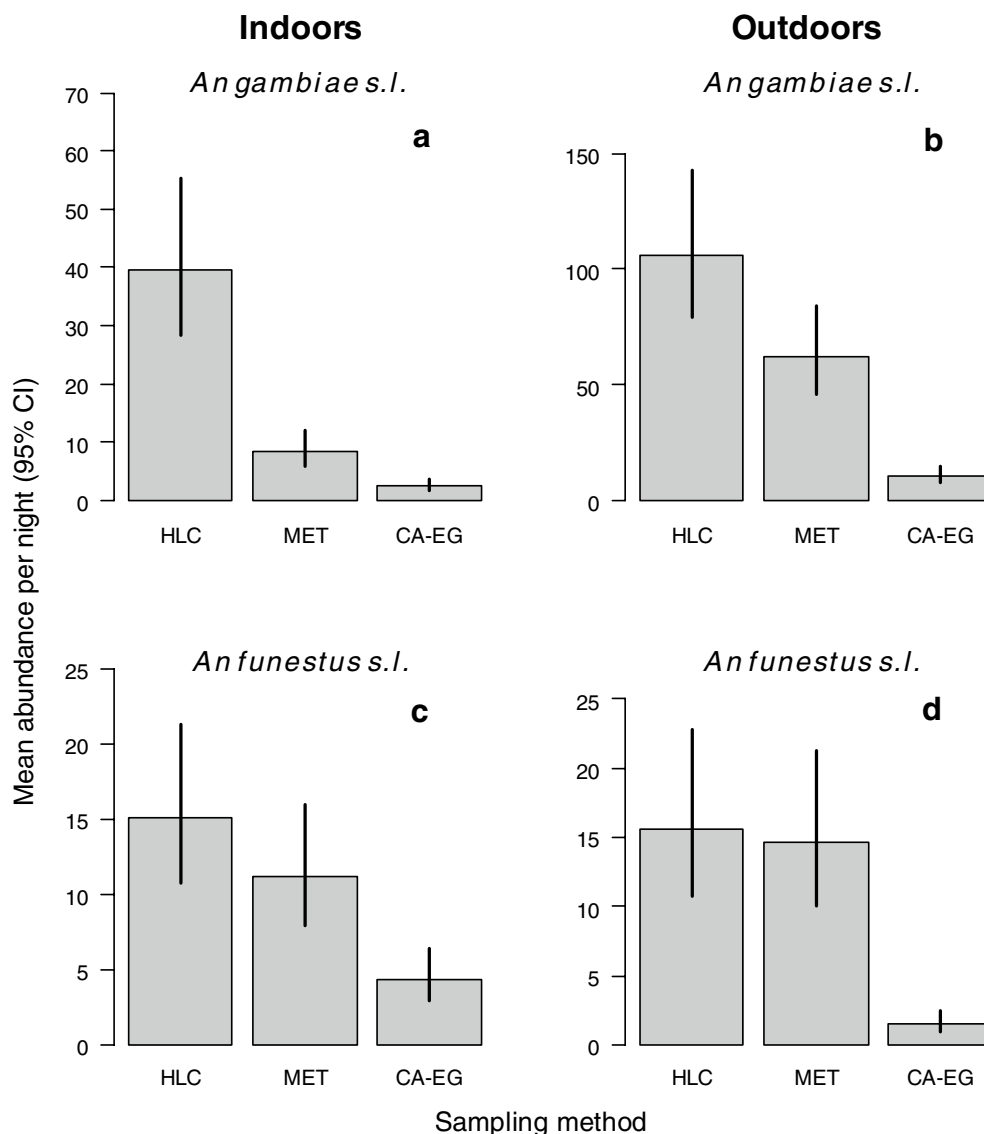 Indoors
Outdoors
An gambiae s.l.
An gambiae s.l.
a
b
70
60
50
40
30
20
10
0
150
100
50
0
HLC MET CA-EG
HLC MET CA-EG
Mean abundance per night (95% CI)
An funestus s.l.
An funestus s.l.
c
d
25
20
15
10
5
0
25
20
15
10
5
0
HLC MET CA-EG
HLC MET CA-EG
Sampling method